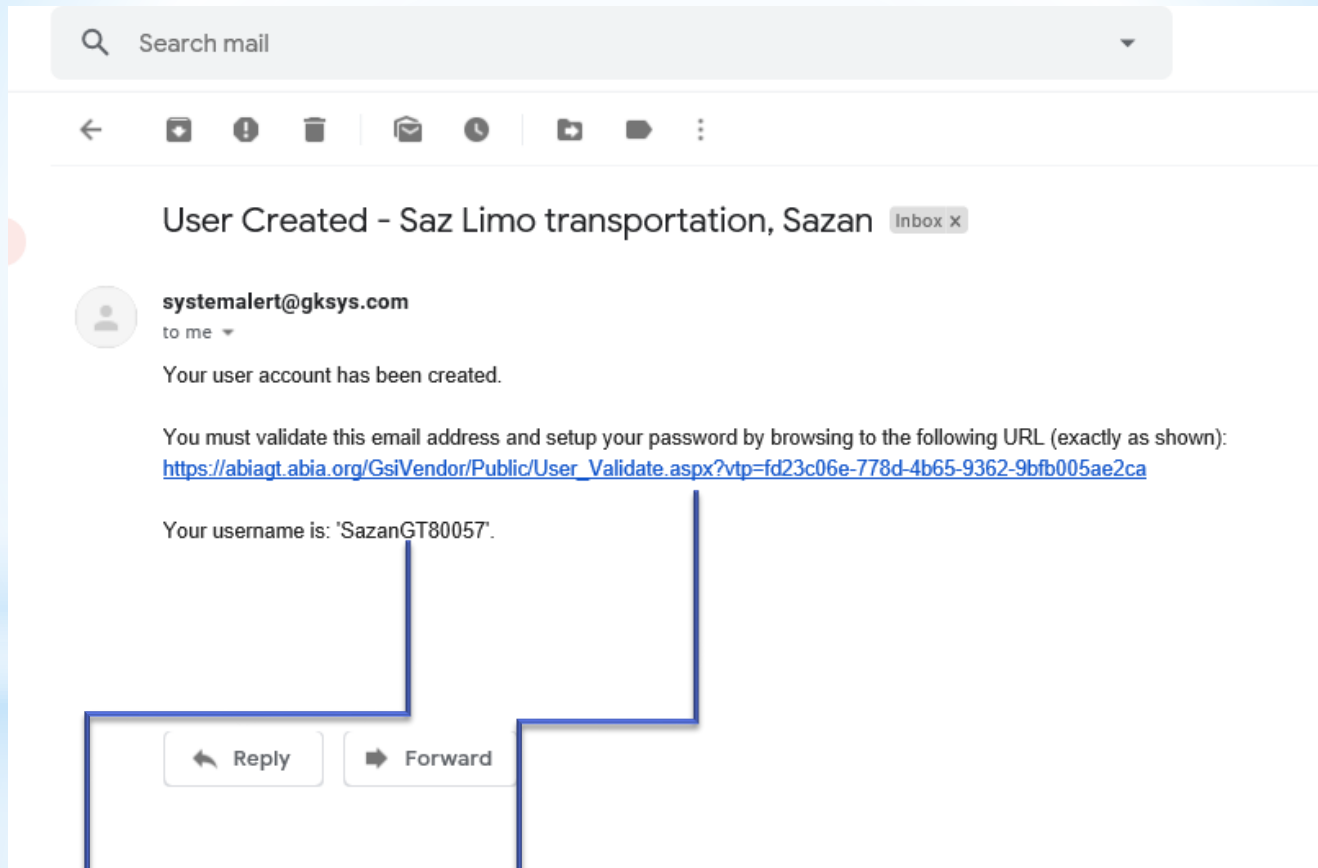 Search mail
User Created - Saz Limo transportation, Sazan Inbox x
systemalert@gksys.com
to me
Your user account has been created.
You must validate this email address and setup your password by browsing to the following URL (exactly as shown):
https://abiagt.abia.org/GsiVendor/Public/User_Validate.aspx?vtp=fd23c06e-778d-4b65-9362-9bfb005ae2ca
Your username is: 'SazanGT80057'.
Reply Forward